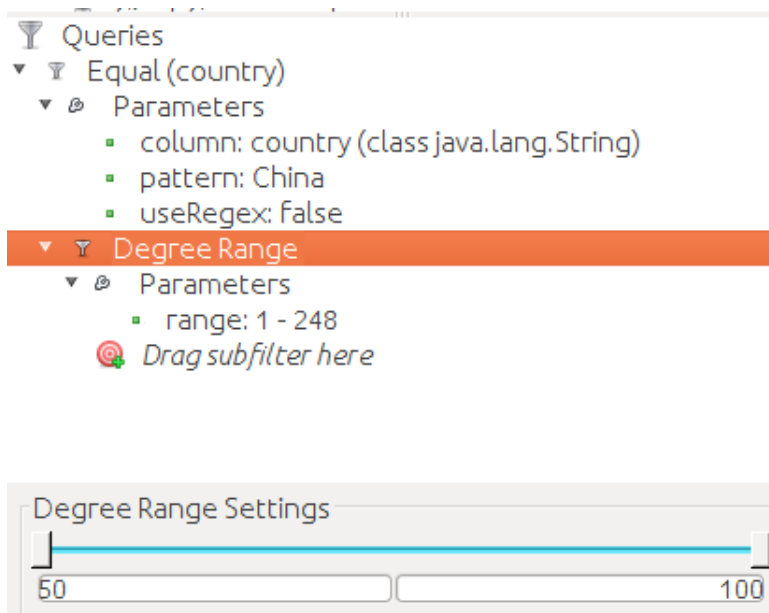 Queries
Equal (country)
Parameters
column: country (class java.lang.String)
pattern: China
useRegex: false
Degree Range
Parameters
range: 1 - 248
Drag subfilter here
Degree Range Settings
50 100